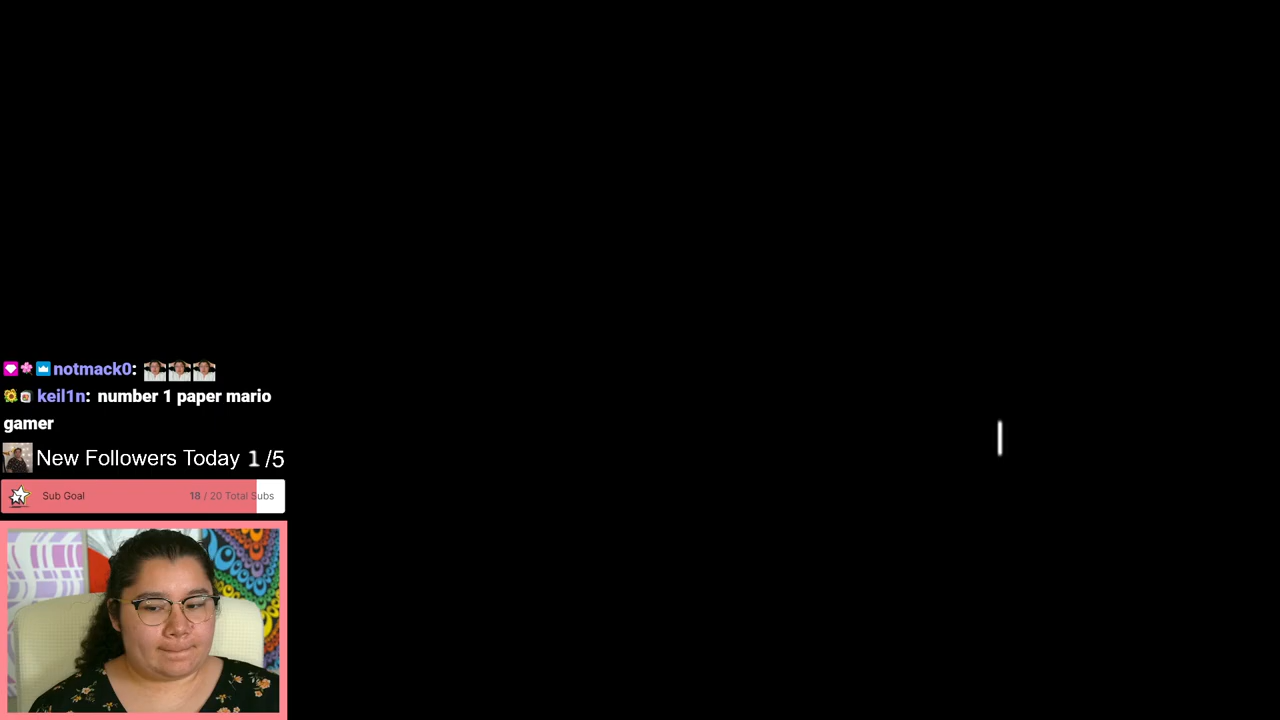 notmack0:
keil1n: number 1 paper mario
gamer
New Followers Today 1 /5
Sub Goal 18 / 20 Total Subs